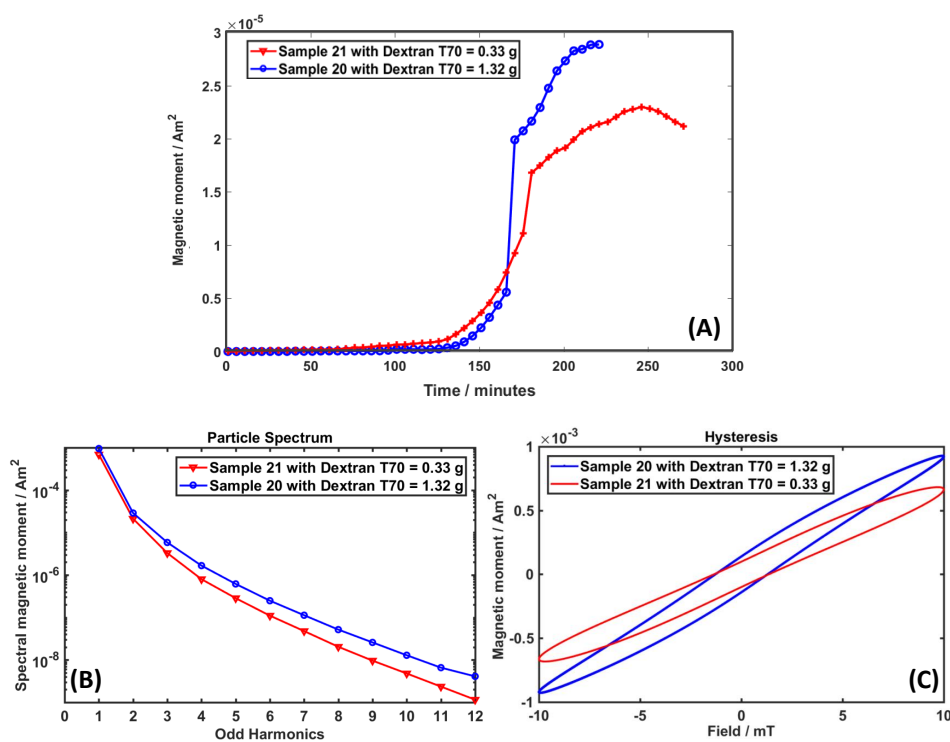 ×10-5
3
2.5
2
1.5
1
0.5
0
Magnetic moment / Am2
Sample 21 with Dextran T70 = 0.33 g
Sample 20 with Dextran T70 = 1.32 g
(A)
0 50 100 150 200 250 300
Time / minutes
Particle Spectrum
Spectral magnetic moment / Am2
10-4
10-6
10-8
Sample 21 with Dextran T70 = 0.33 g
Sample 20 with Dextran T70 = 1.32 g
(B)
0 1 2 3 4 5 6 7 8 9 10 11 12
Odd Harmonics
×10-3
Hysteresis
Magnetic moment / Am2
1
0.5
0
-0.5
-1
Sample 20 with Dextran T70 = 1.32 g
Sample 21 with Dextran T70 = 0.33 g
(C)
-10 -5 0 5 10
Field / mT